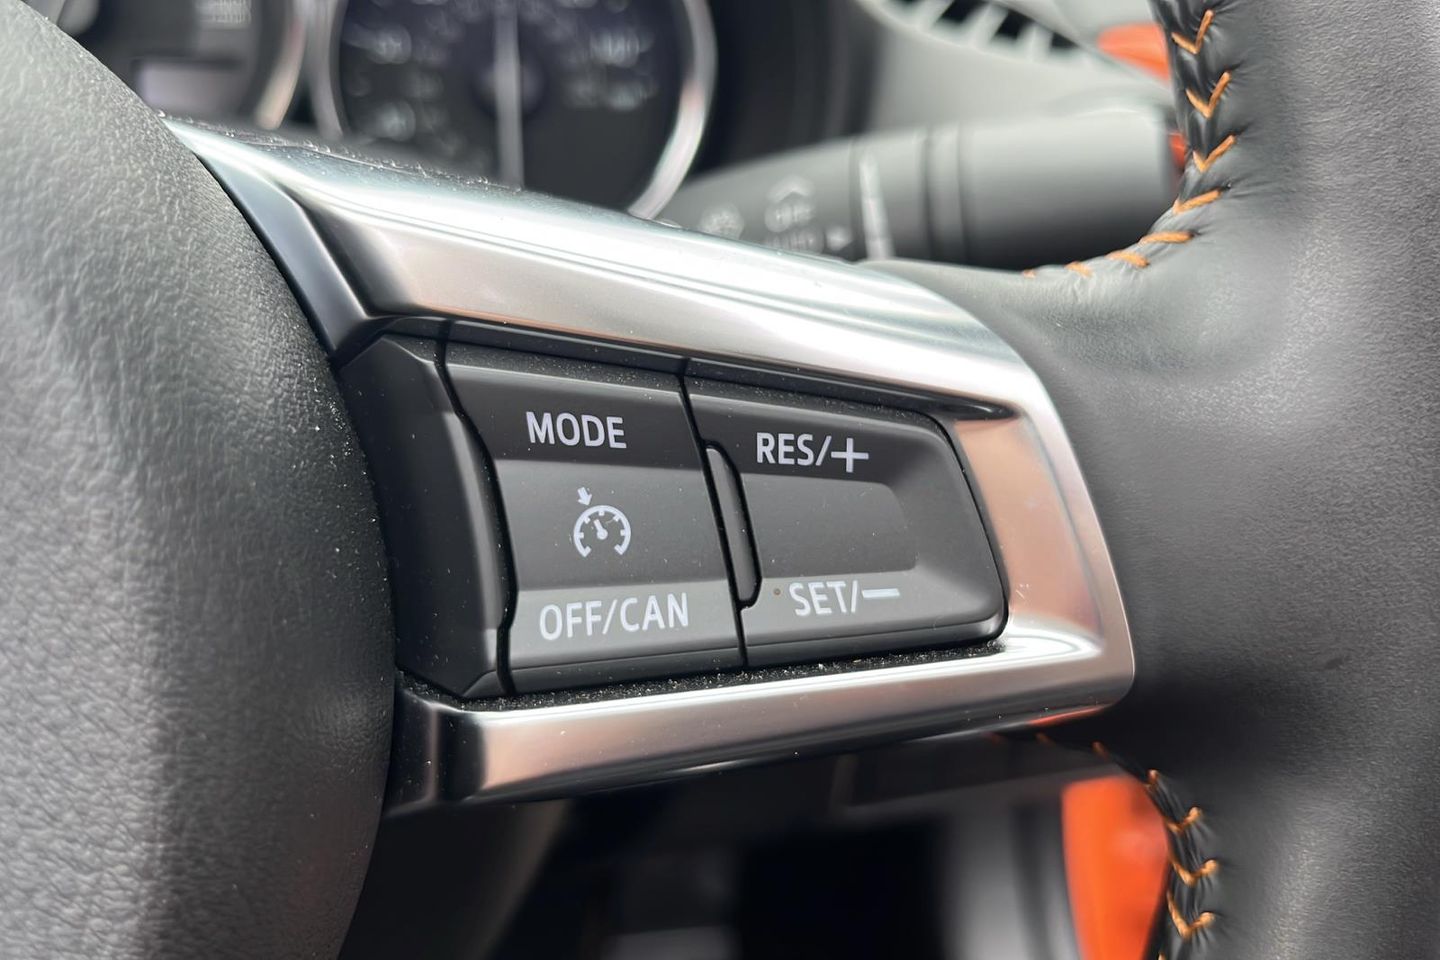 MODE
RES/+
OFF/CAN
SET/−